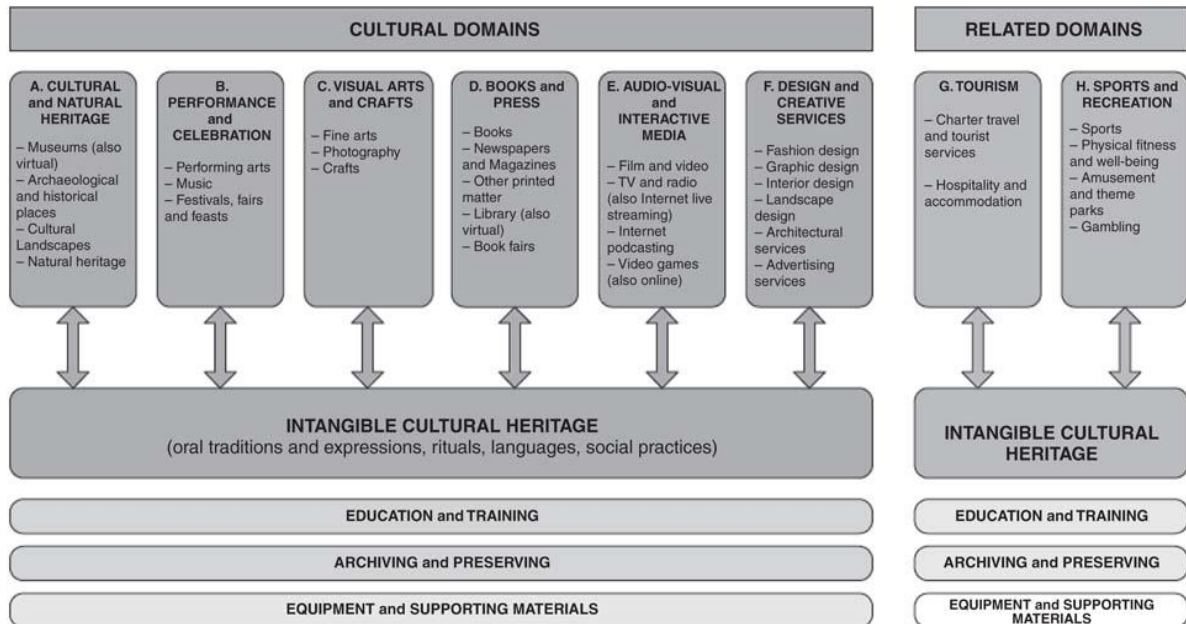 CULTURAL DOMAINS
RELATED DOMAINS
A. CULTURAL
and NATURAL
HERITAGE
– Museums (also
virtual)
– Archaeological
and historical
places
– Cultural
Landscapes
– Natural heritage
B.
PERFORMANCE
and
CELEBRATION
– Performing arts
– Music
– Festivals, fairs
and feasts
C. VISUAL ARTS
and CRAFTS
– Fine arts
– Photography
– Crafts
D. BOOKS and
PRESS
– Books
– Newspapers
and Magazines
– Other printed
matter
– Library (also
virtual)
– Book fairs
E. AUDIO-VISUAL
and
INTERACTIVE
MEDIA
– Film and video
– TV and radio
(also Internet live
streaming)
– Internet
podcasting
– Video games
(also online)
F. DESIGN and
CREATIVE
SERVICES
– Fashion design
– Graphic design
– Interior design
– Landscape
design
– Architectural
services
– Advertising
services
G. TOURISM
– Charter travel
and tourist
services
– Hospitality and
accommodation
H. SPORTS and
RECREATION
– Sports
– Physical fitness
and well-being
– Amusement
and theme
parks
– Gambling
INTANGIBLE CULTURAL HERITAGE
(oral traditions and expressions, rituals, languages, social practices)
INTANGIBLE CULTURAL
HERITAGE
EDUCATION and TRAINING
EDUCATION and TRAINING
ARCHIVING and PRESERVING
ARCHIVING and PRESERVING
EQUIPMENT and SUPPORTING MATERIALS
EQUIPMENT and SUPPORTING
MATERIALS